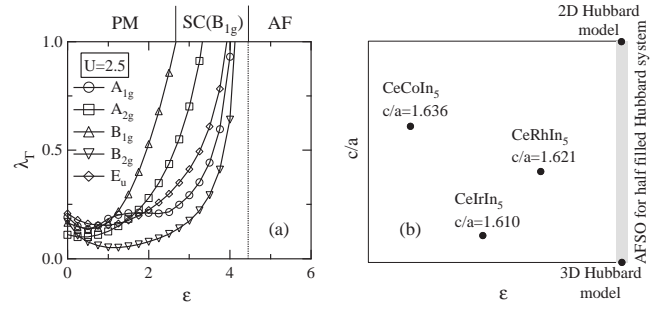 PM
SC(B1g)
AF
1.0
U=2.5
A1g
A2g
B1g
B2g
Eu
λΓ
0.5
0.0
(a)
0
2
4
6
ε
2D Hubbard
model
CeCoIn5
c/a=1.636
CeRhIn5
c/a=1.621
c/a
CeIrIn5
c/a=1.610
(b)
AFSO for half filled Hubbard system
ε
3D Hubbard
model